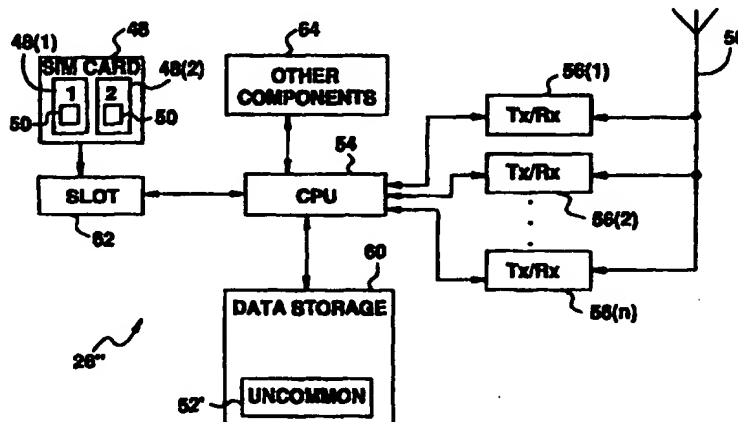 48
48(1)
SIM CARD
48(2)
1
2
50
50
SLOT
62
64
OTHER
COMPONENTS
54
CPU
56(1)
Tx/Rx
Tx/Rx
56(2)
Tx/Rx
56(n)
60
DATA STORAGE
52'
UNCOMMON
26"